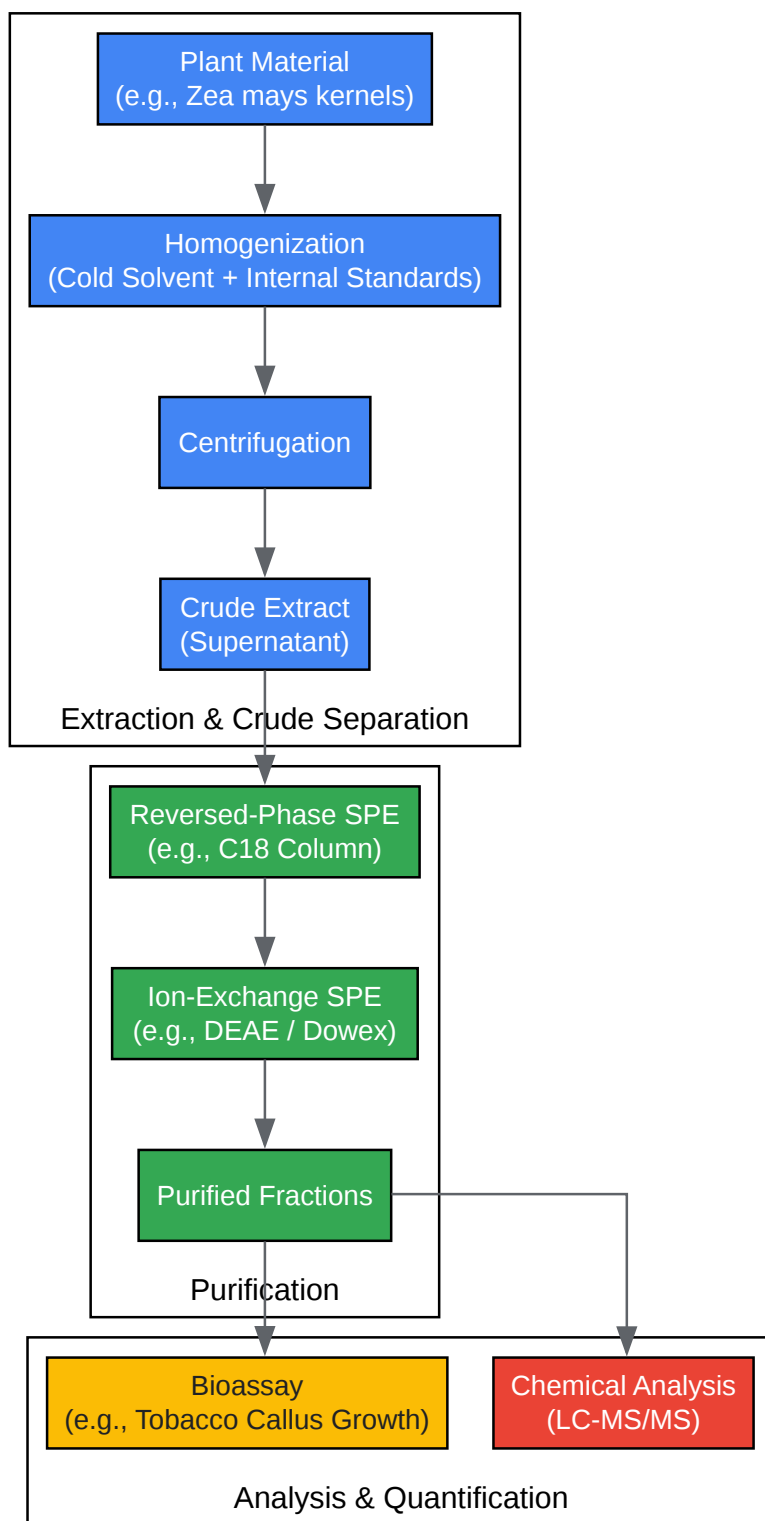 Plant Material
(e.g., Zea mays kernels)
Homogenization
(Cold Solvent + Internal Standards)
Centrifugation
Crude Extract
(Supernatant)
Extraction & Crude Separation
Reversed-Phase SPE
(e.g., C18 Column)
Ion-Exchange SPE
(e.g., DEAE / Dowex)
Purified Fractions
Purification
Bioassay
(e.g., Tobacco Callus Growth)
Chemical Analysis
(LC-MS/MS)
Analysis & Quantification